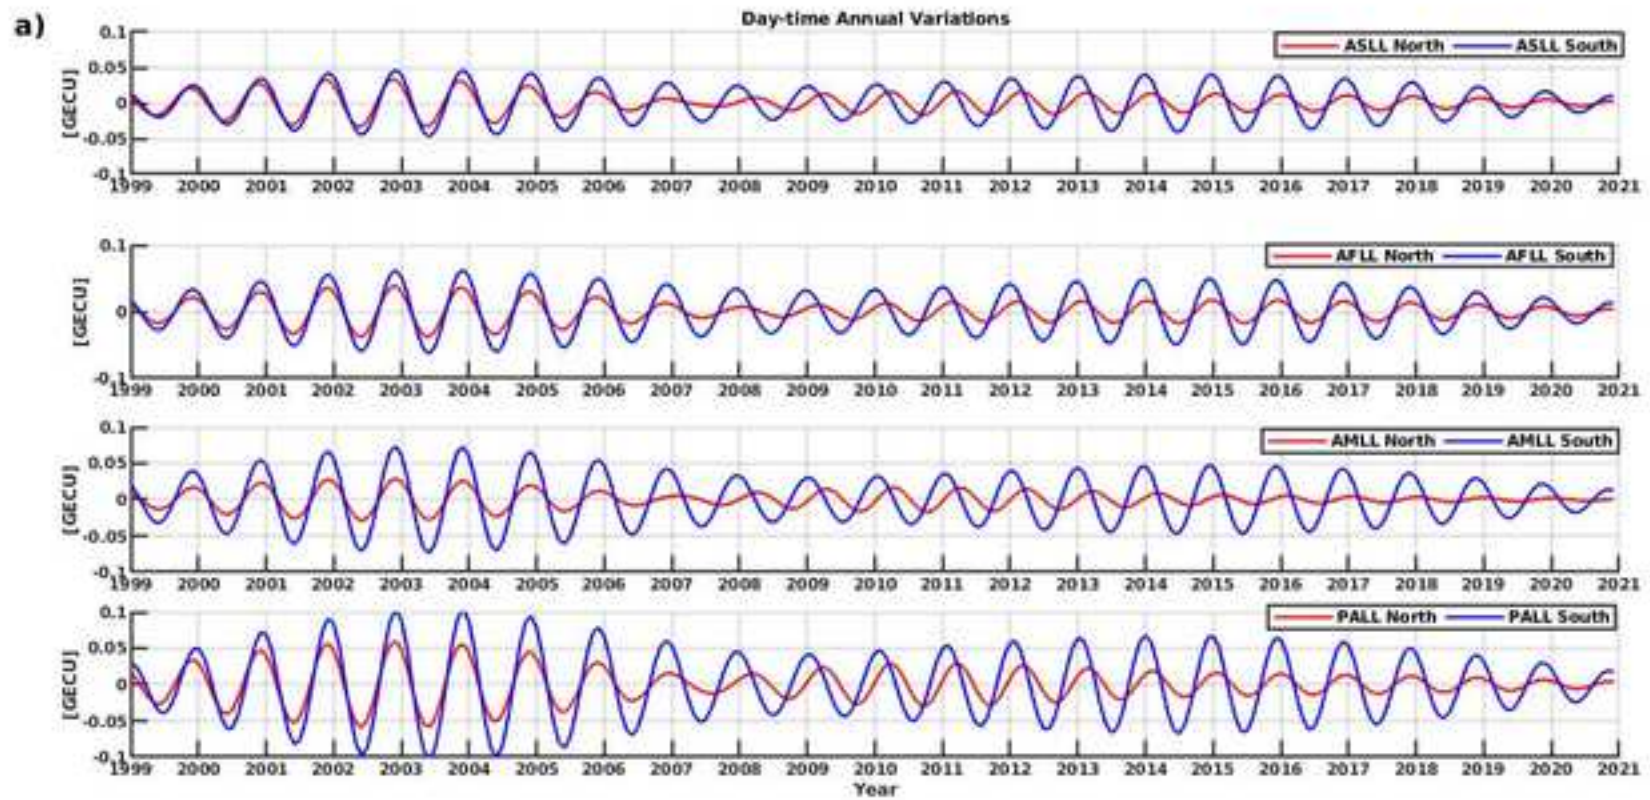 a)
Day-time Annual Variations
ASLL North ASLL South
[GECU]
0.1
0.05
0
-0.05
-0.1
1999 2000 2001 2002 2003 2004 2005 2006 2007 2008 2009 2010 2011 2012 2013 2014 2015 2016 2017 2018 2019 2020 2021
AFLL North AFLL South
[GECU]
0.1
0
-0.1
1999 2000 2001 2002 2003 2004 2005 2006 2007 2008 2009 2010 2011 2012 2013 2014 2015 2016 2017 2018 2019 2020 2021
AMLL North AMLL South
[GECU]
0.1
0.05
0
-0.05
-0.1
1999 2000 2001 2002 2003 2004 2005 2006 2007 2008 2009 2010 2011 2012 2013 2014 2015 2016 2017 2018 2019 2020 2021
PALL North PALL South
[GECU]
0.1
0.05
0
-0.05
-0.1
1999 2000 2001 2002 2003 2004 2005 2006 2007 2008 2009 2010 2011 2012 2013 2014 2015 2016 2017 2018 2019 2020 2021
Year